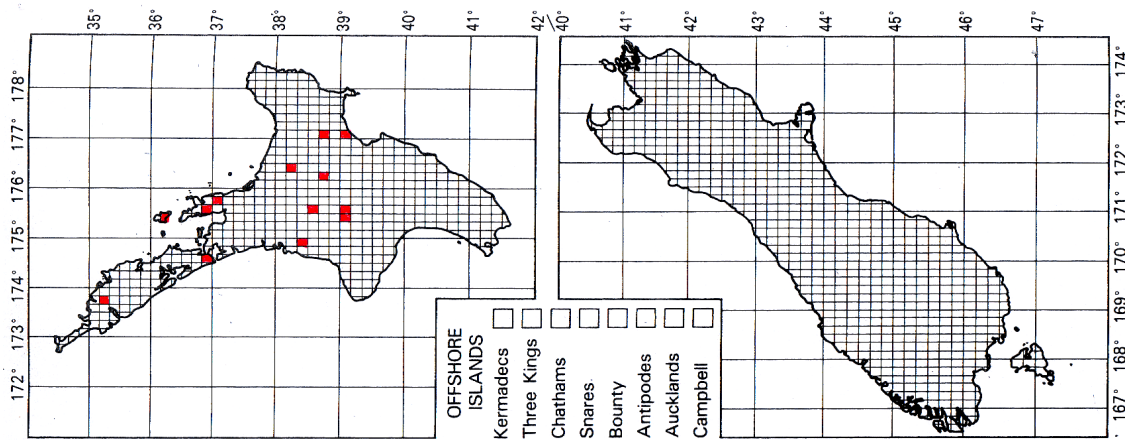 35° 36° 37° 38° 39° 40° 41° 42°
40° 41° 42° 43 44 45° 46° 47°
178°
177°
176°
175°
174°
173°
172°
OFFSHORE
ISLANDS
Kermadecs
Three Kings
Chathams
Snares.
Bounty
Antipodes
Aucklands
Campbell
174°
173°
172°
171°
170°
169°
168°
167°